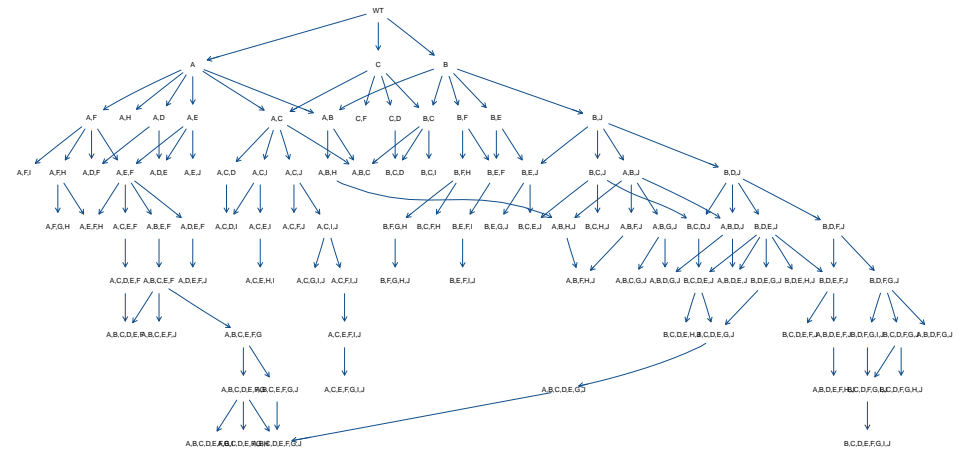 WT
A C B
A,F A,H A,D A,E A,C A,B C,F C,D B,C B,F B,E B,J
A,F,I A,F,H A,D,F A,E,F A,D,E A,E,J A,C,D A,C,I A,C,J A,B,H A,B,C B,C,D B,C,I B,F,H B,E,F B,E,J B,C,J A,B,J B,D,J
A,F,G,H A,E,F,H A,C,E,F A,B,E,F A,D,E,F A,C,D,I A,C,E,I A,C,F,J A,C,I,J B,F,G,H B,C,F,H B,E,F,I B,E,G,J B,C,E,J A,B,H,J B,C,H,J A,B,F,J A,B,G,J B,C,D,J A,B,D,J B,D,E,J B,D,F,J
A,C,D,E,F A,B,C,E,F A,D,E,F,J A,C,E,H,I A,C,G,I,J A,C,F,I,J B,F,G,H,J B,E,F,I,J A,B,F,H,J A,B,C,G,J A,B,D,G,J B,C,D,E,J A,B,D,E,J B,D,E,G,J B,D,E,H,J B,D,E,F,J B,D,F,G,J
A,B,C,E,F,J A,B,C,E,F,G A,C,E,F,I,J B,C,D,E,G,J A,B,D,F,G,J
A,C,E,F,G,I,J A,B,C,D,E,G,J B,C,D,F,G,H,J
B,C,D,E,F,G,I,J